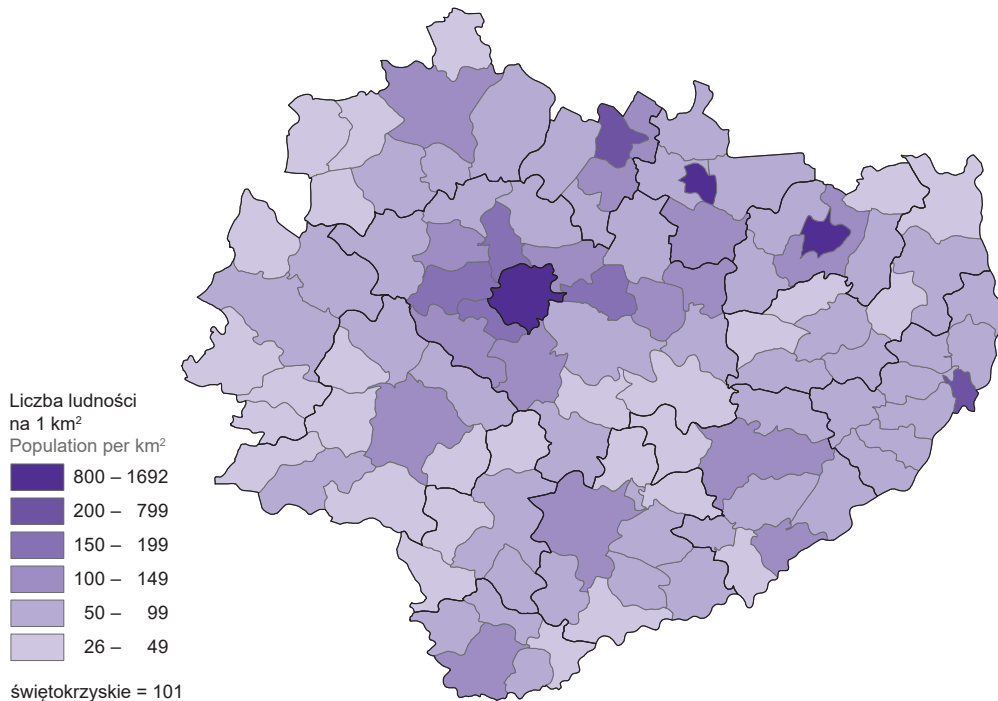 Liczba ludności
na 1 km²
Population per km²
800 – 1692
200 – 799
150 – 199
100 – 149
50 – 99
26 – 49
świętokrzyskie = 101